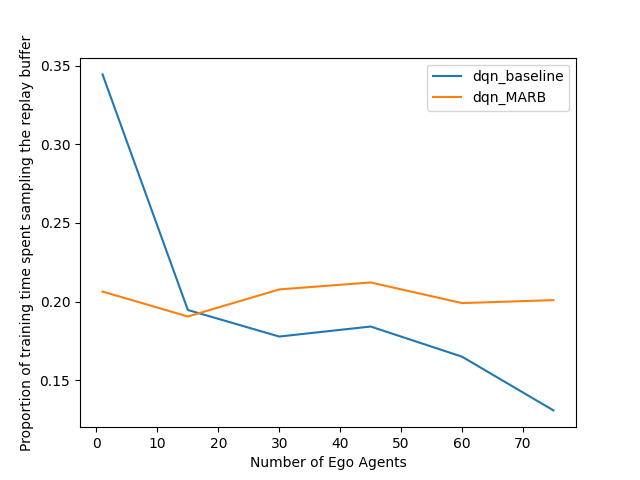 Proportion of training time spent sampling the replay buffer
0.35
0.30
0.25
0.20
0.15
dqn_baseline
dqn_MARB
0 10 20 30 40 50 60 70
Number of Ego Agents